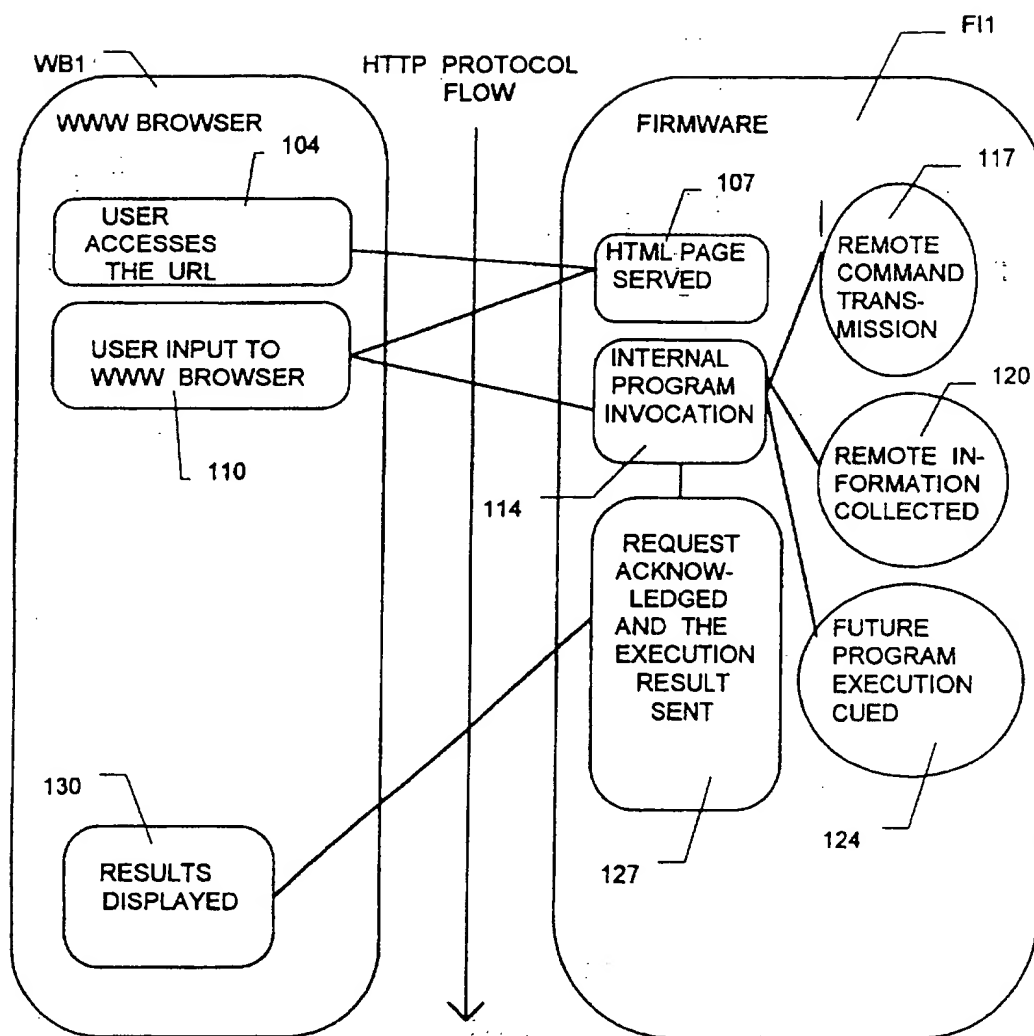 WB1
HTTP PROTOCOL
FLOW
FI1
WWW BROWSER
FIRMWARE
104
107
117
USER
ACCESSES
THE URL
HTML PAGE
SERVED
REMOTE
COMMAND
TRANS-
MISSION
USER INPUT TO
WWW BROWSER
110
INTERNAL
PROGRAM
INVOCATION
114
120
REMOTE IN-
FORMATION
COLLECTED
REQUEST
ACKNOW-
LEDGED
AND THE
EXECUTION
RESULT
SENT
127
FUTURE
PROGRAM
EXECUTION
CUED
124
130
RESULTS
DISPLAYED